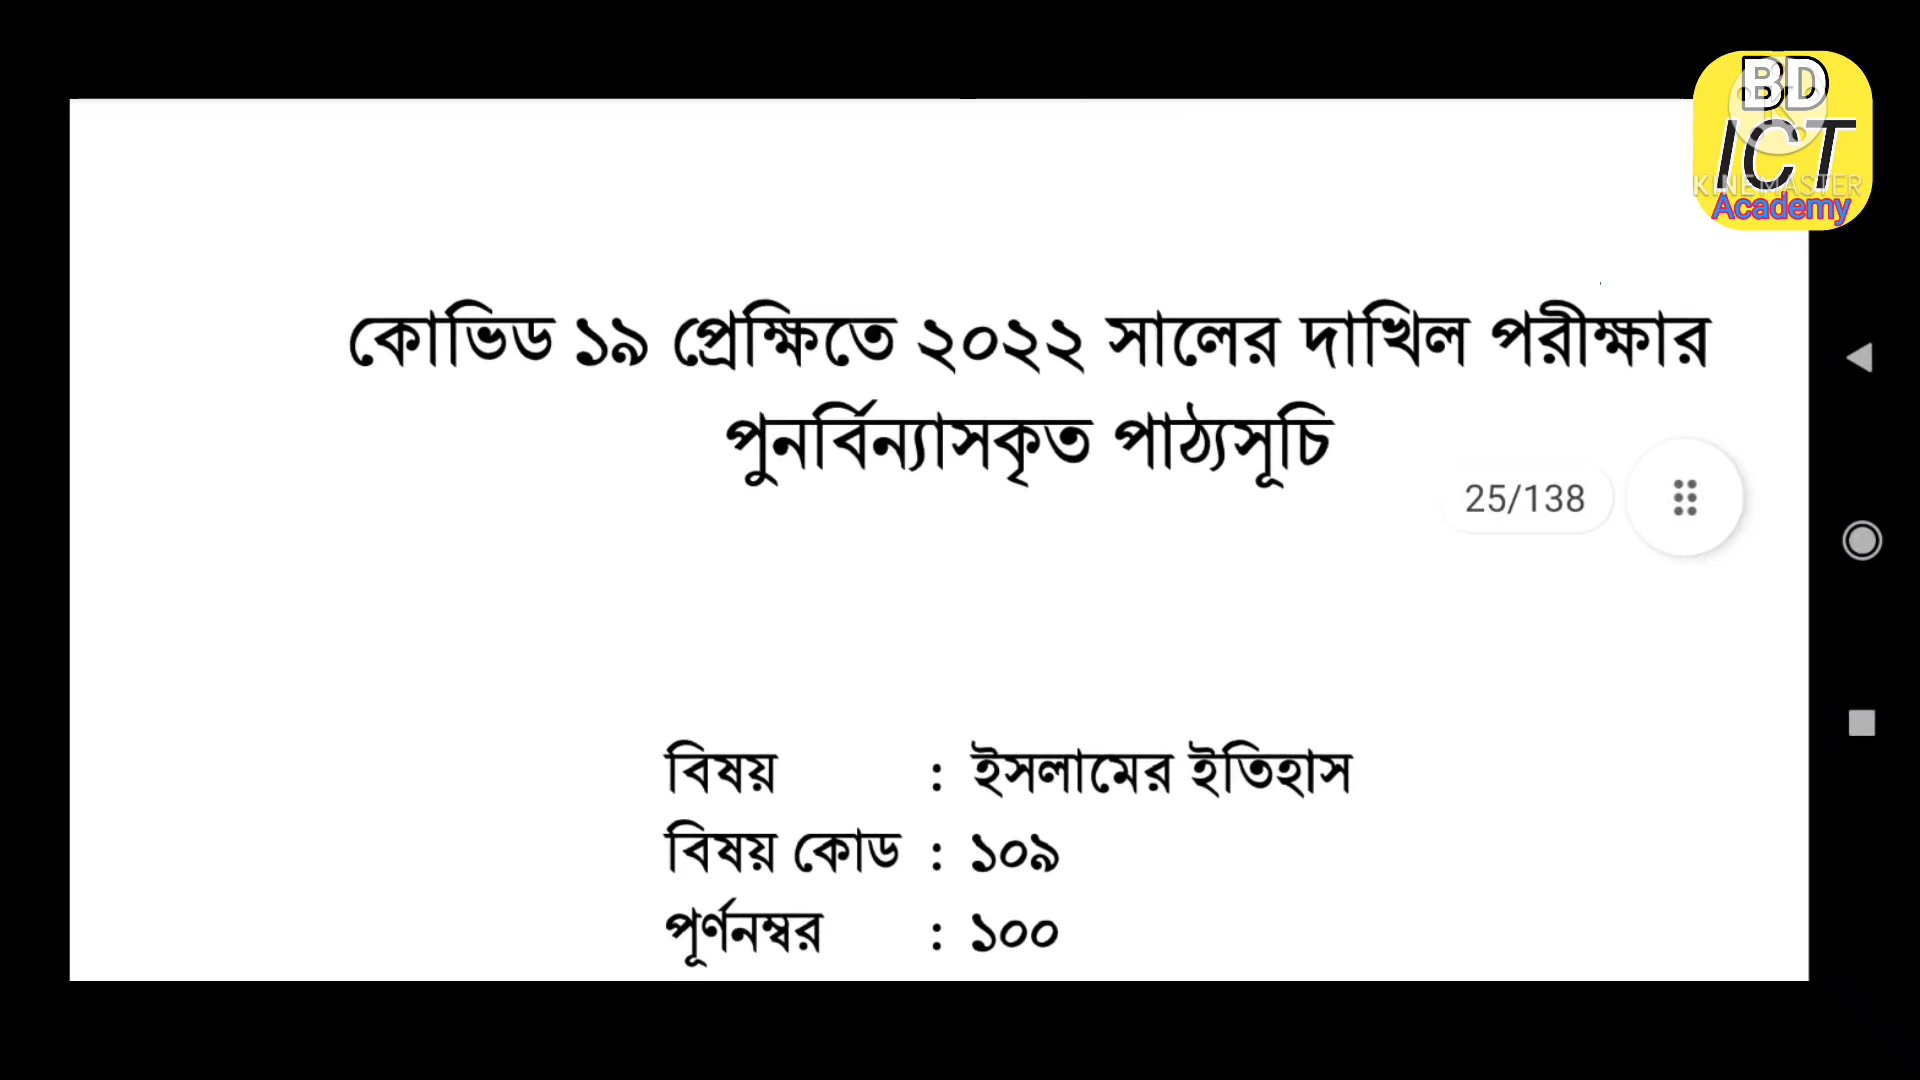 BD
ICT
KINEMASTER
Academy
কোভিড ১৯ প্রেক্ষিতে ২০২২ সালের দাখিল পরীক্ষার
পুনর্বিন্যাসকৃত পাঠ্যসূচি
25/138
বিষয় : ইসলামের ইতিহাস
বিষয় কোড : ১০৯
পূর্ণনম্বর : ১০০